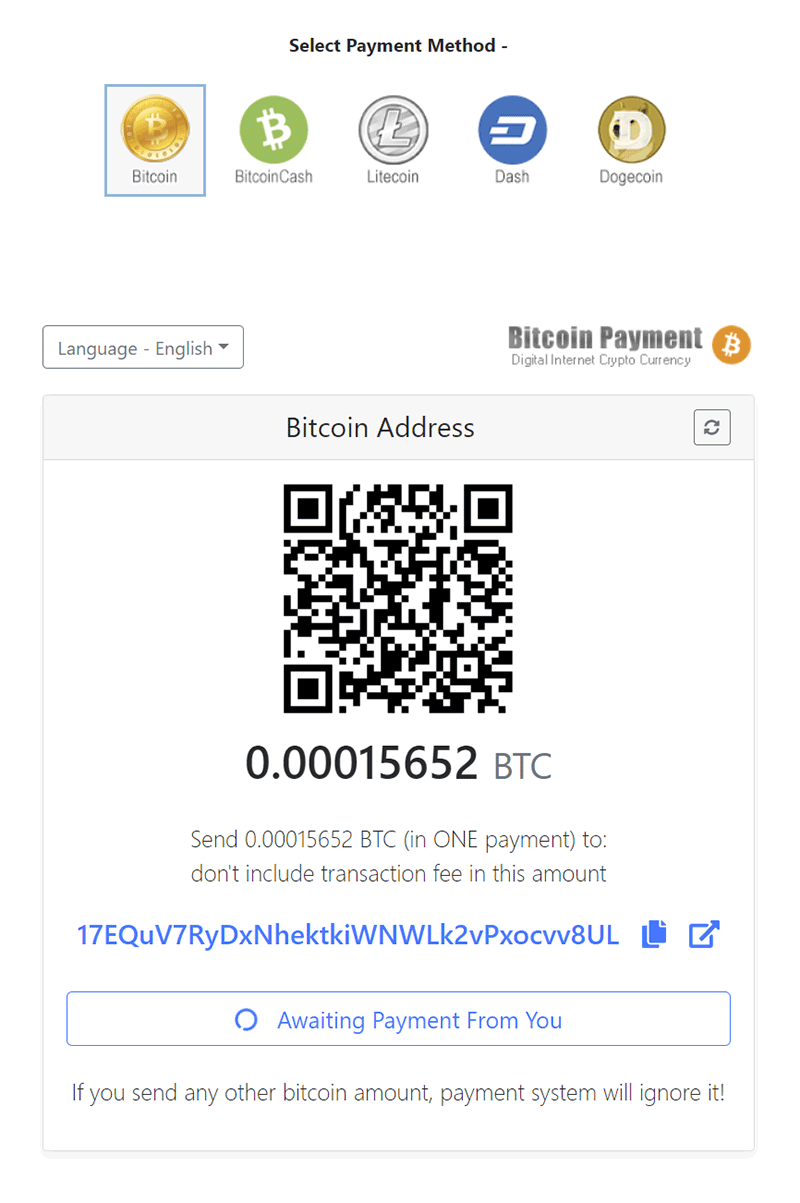 Select Payment Method -
Bitcoin
BitcoinCash
Litecoin
Dash
Dogecoin
Language - English
Bitcoin Payment
Digital Internet Crypto Currency
Bitcoin Address
0.00015652 BTC
Send 0.00015652 BTC (in ONE payment) to:
don't include transaction fee in this amount
17EQuV7RyDxNhektkiWNWLk2vPxocvv8UL
Awaiting Payment From You
If you send any other bitcoin amount, payment system will ignore it!